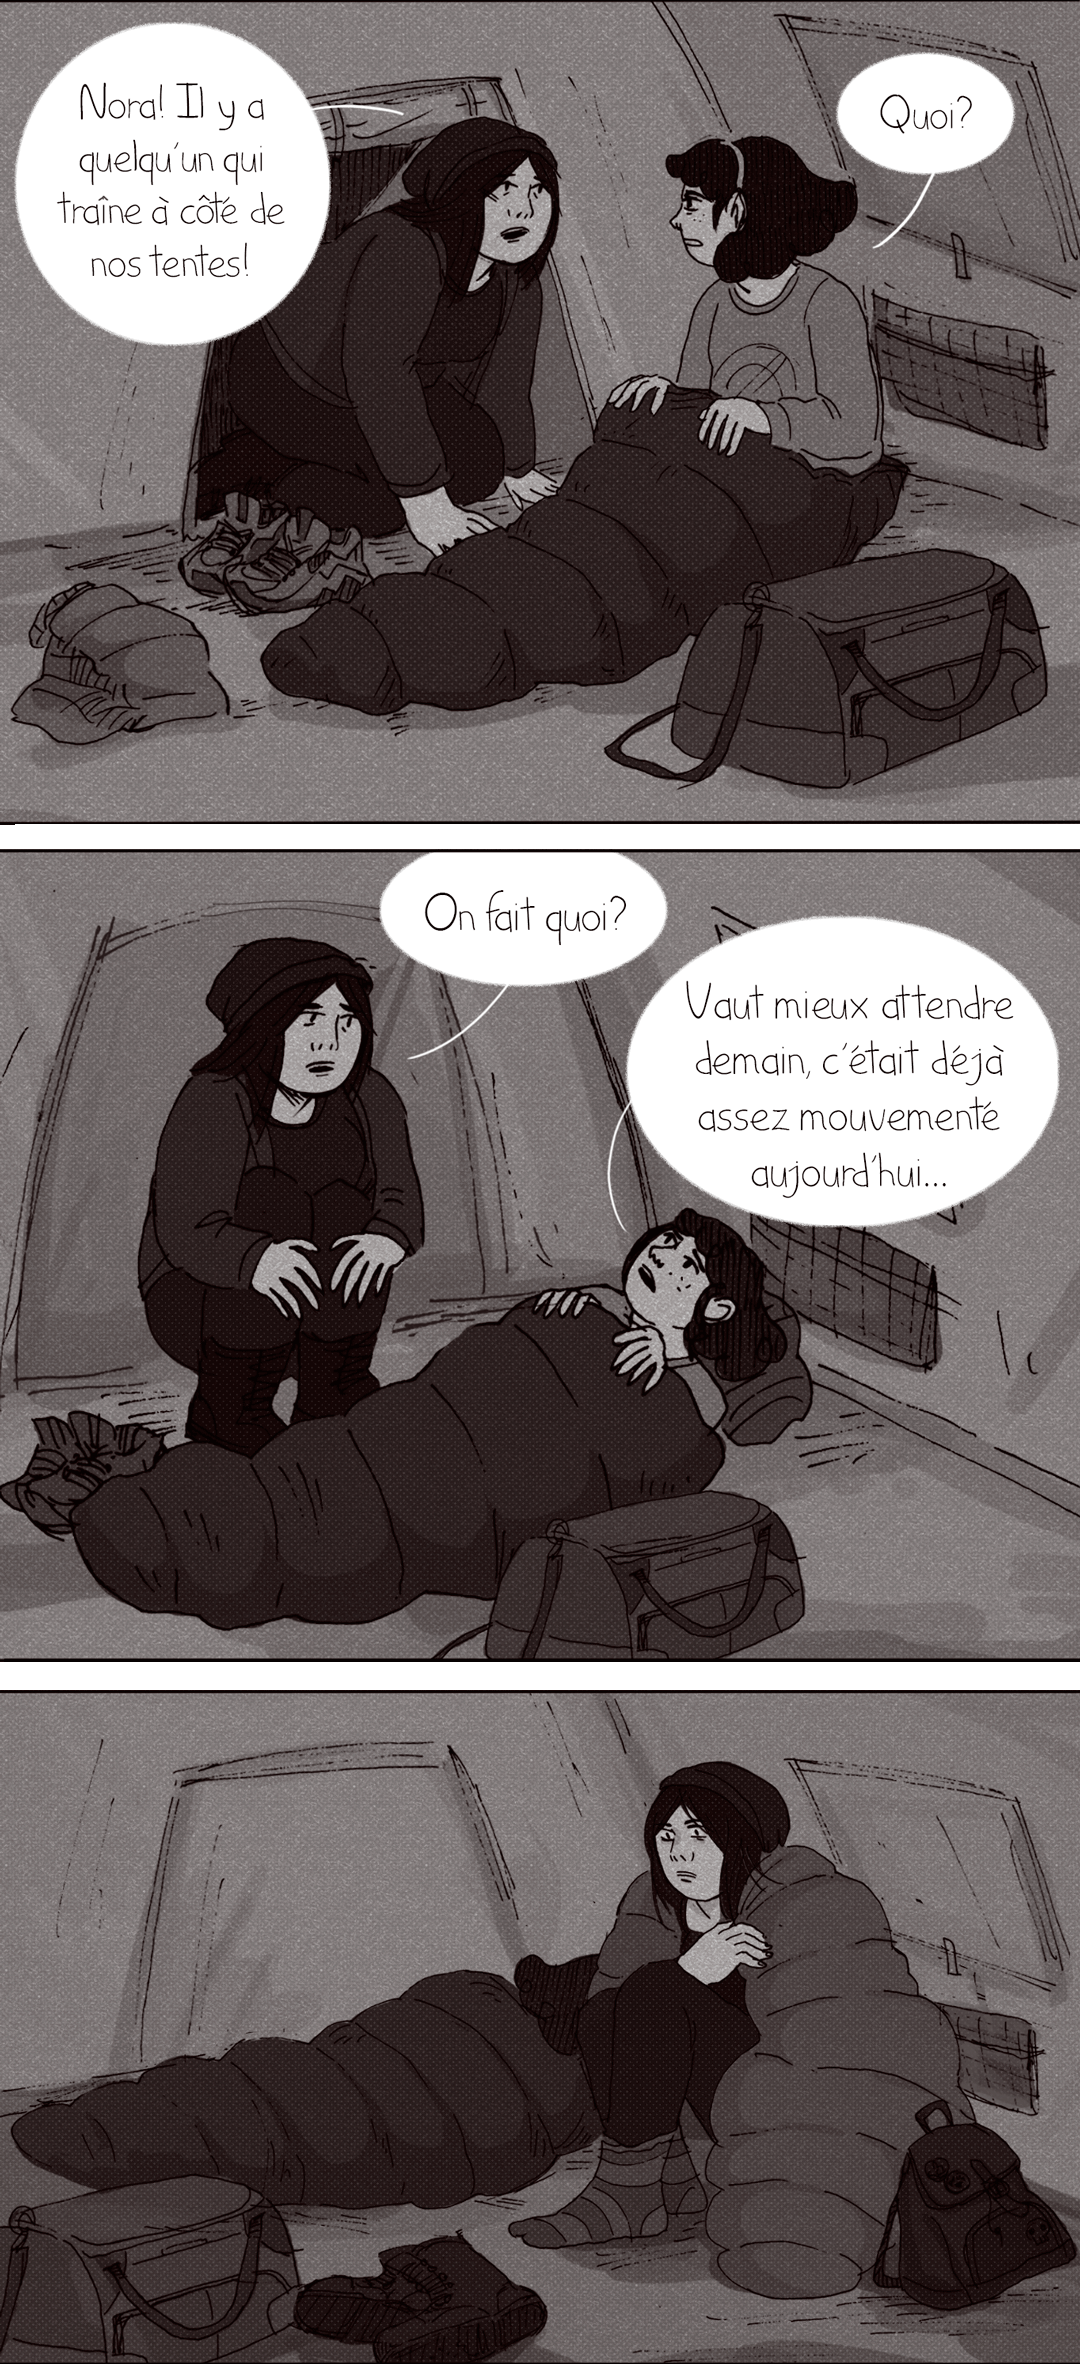 Nora! Il y a
quelqu'un qui
traîne à côté de
nos tentes!
Quoi?
On fait quoi?
Vaut mieux attendre
demain, c'était déjà
assez mouvementé
aujourd'hui...